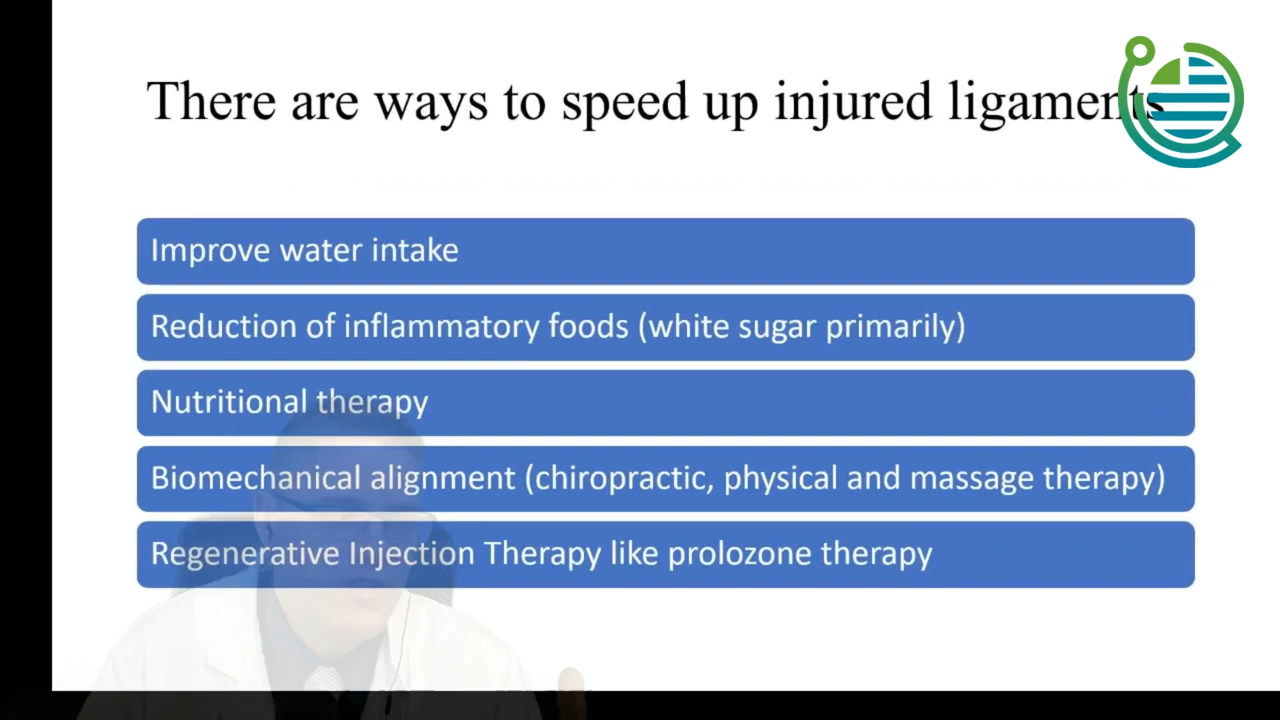 There are ways to speed up injured ligaments
Improve water intake
Reduction of inflammatory foods (white sugar primarily)
Nutritional therapy
Biomechanical alignment (chiropractic, physical and massage therapy)
Regenerative Injection Therapy like prolozone therapy